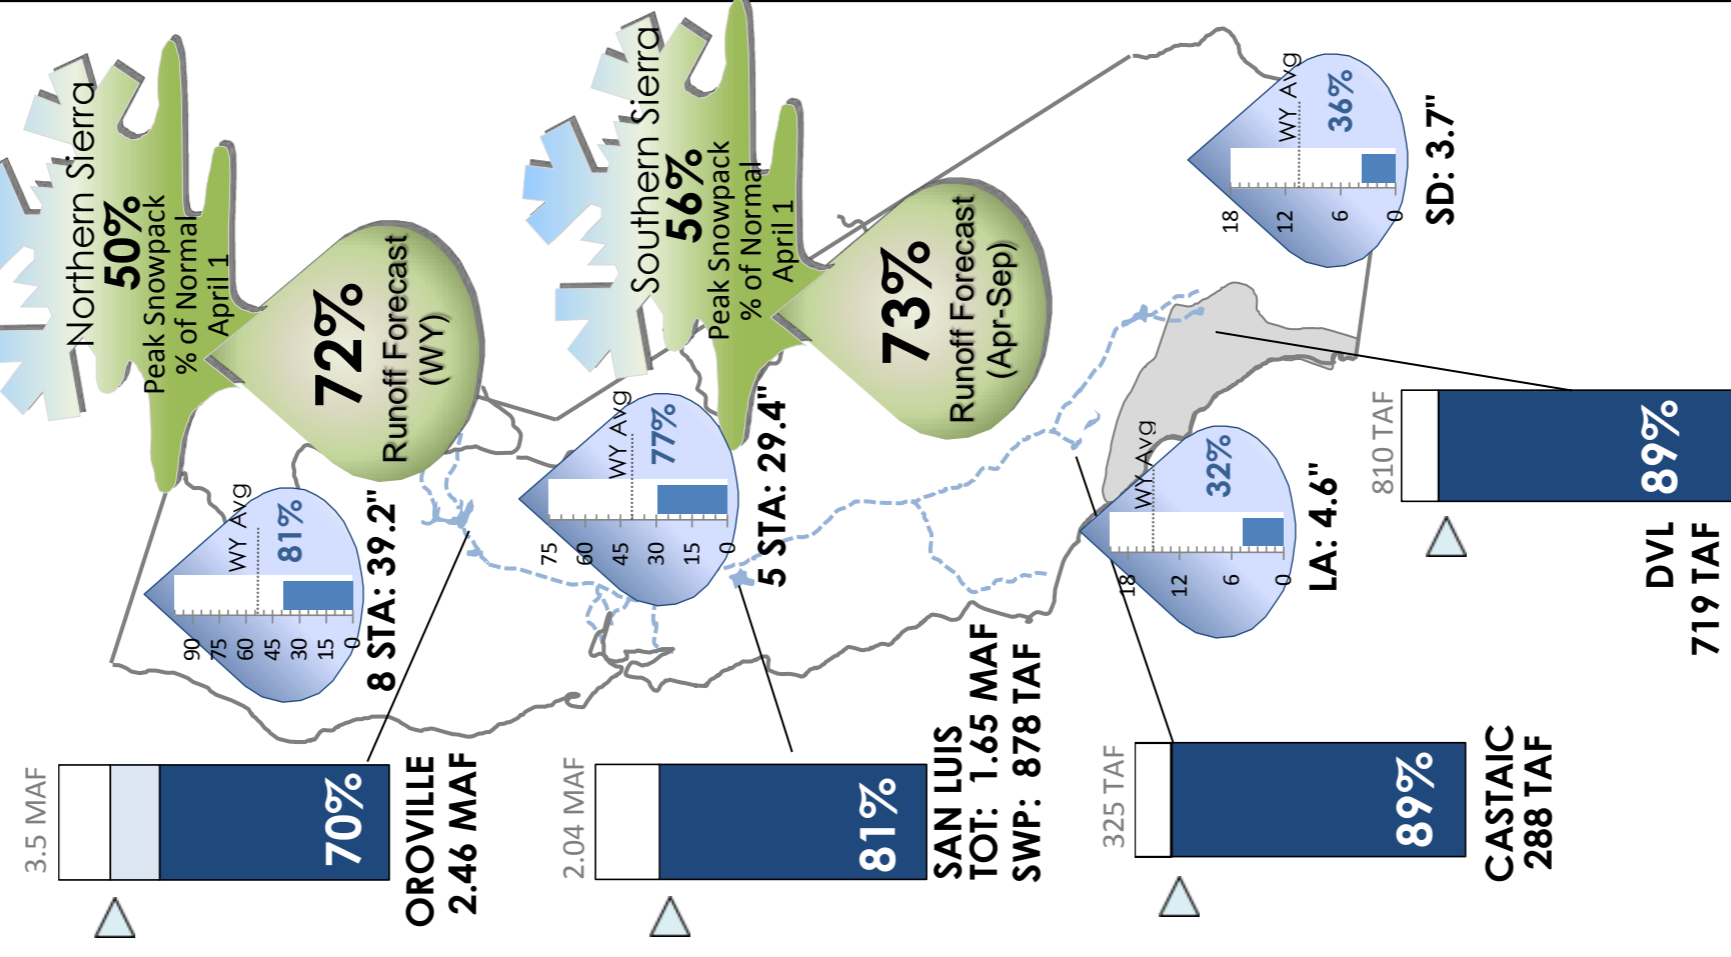 Northern Sierra
50%
Peak Snowpack
% of Normal
April 1
72%
Runoff Forecast
(WY)
WY Avg
81%
90
75
60
45
30
15
0
8 STA: 39.2"
3.5 MAF
70%
OROVILLE
2.46 MAF
Southern Sierra
56%
Peak Snowpack
% of Normal
April 1
73%
Runoff Forecast
(Apr-Sep)
WY Avg
77%
75
60
45
30
15
0
5 STA: 29.4"
2.04 MAF
81%
SAN LUIS
TOT: 1.65 MAF
SWP: 878 TAF
WY Avg
36%
18
12
6
0
SD: 3.7"
WY Avg
32%
18
12
6
0
LA: 4.6"
325 TAF
89%
CASTAIC
288 TAF
810 TAF
89%
DVL
719 TAF